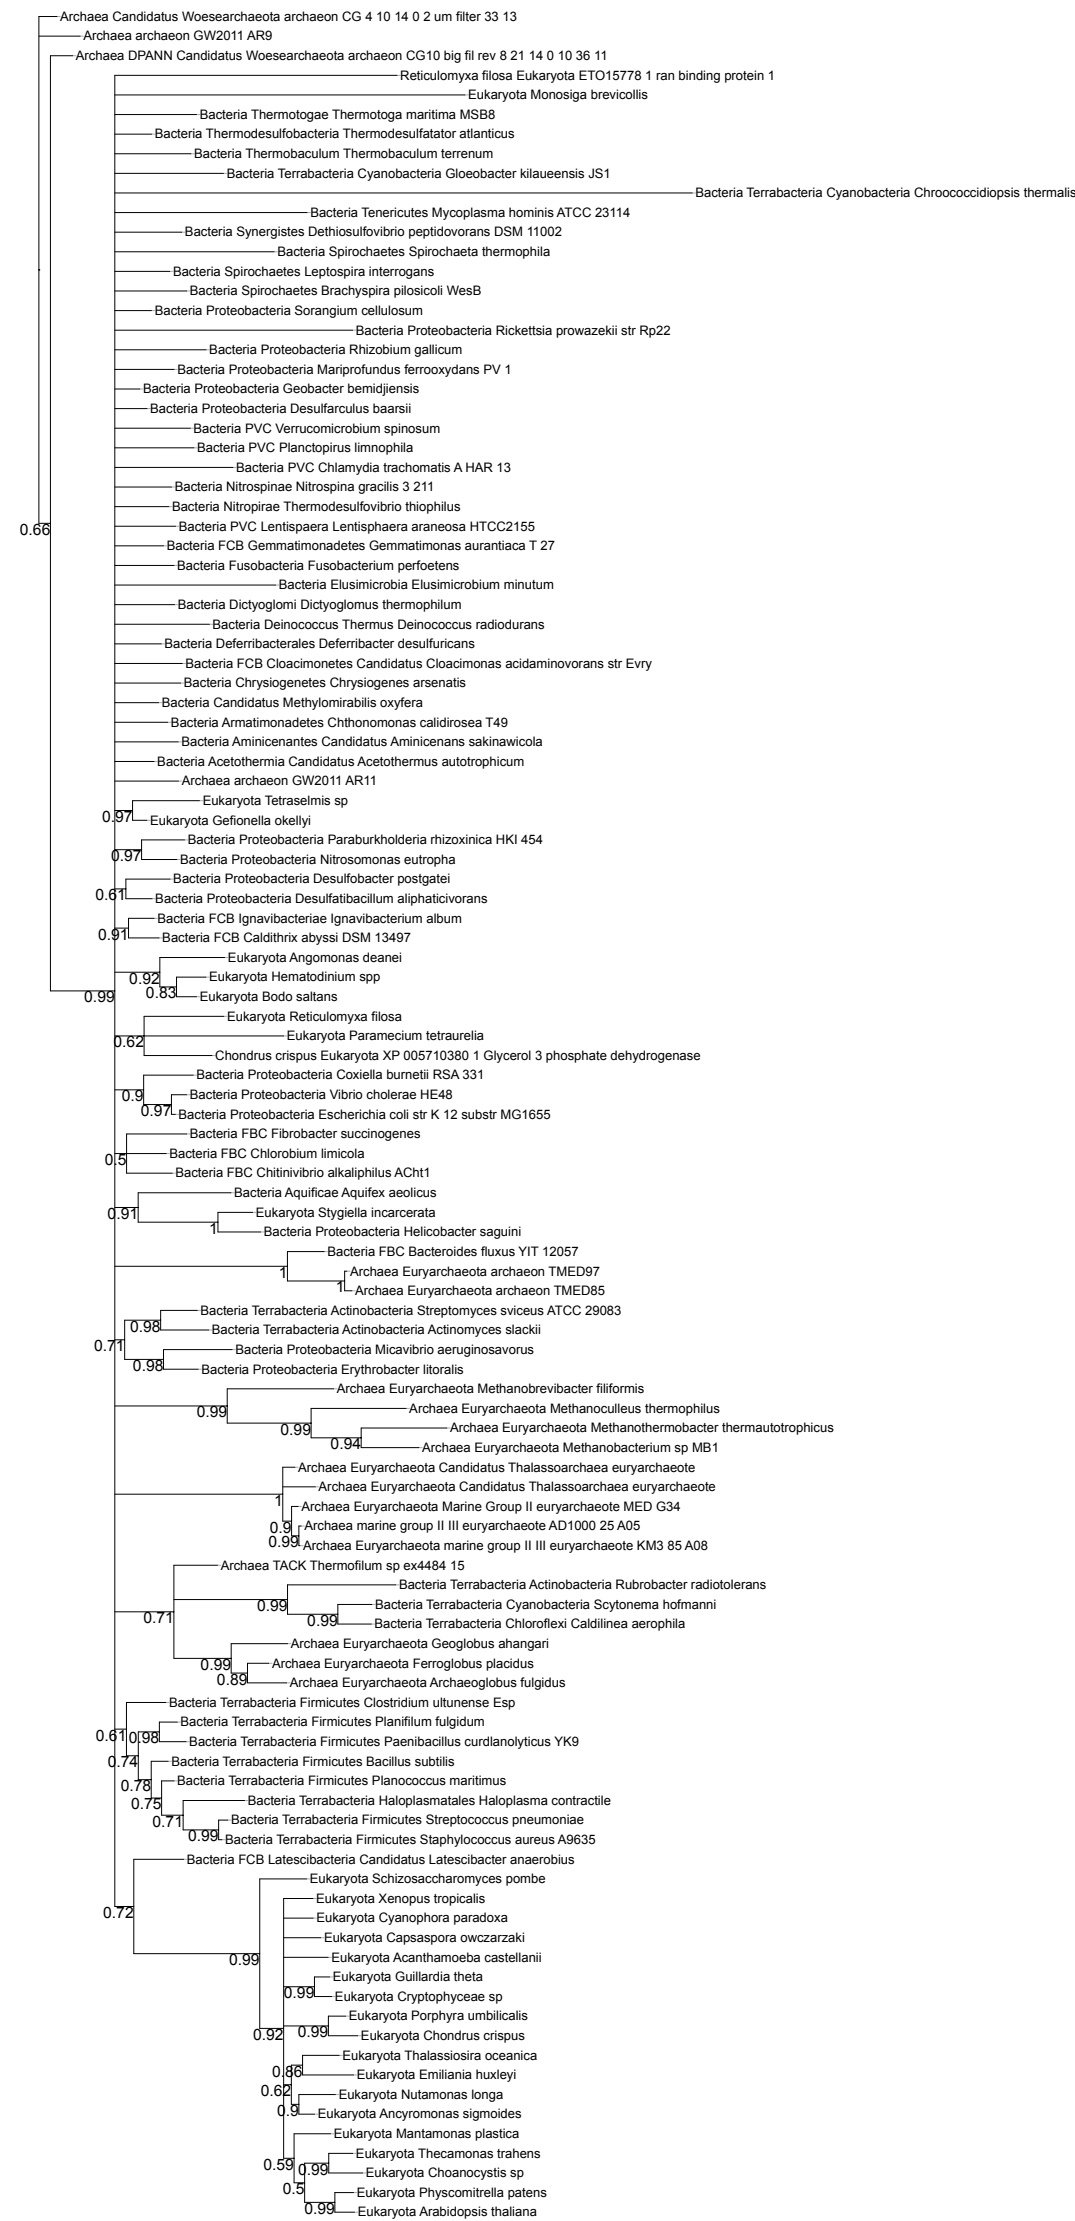 Archaea Candidatus Woesearchaeota archaeon CG 4 10 14 0 2 um filter 33 13
Archaea archaeon GW2011 AR9
Archaea DPANN Candidatus Woesearchaeota archaeon CG10 big fil rev 8 21 14 0 10 36 11
Reticulomyxa filosa Eukaryota ETO15778 1 ran binding protein 1
Eukaryota Monosiga brevicollis
Bacteria Thermotogae Thermotoga maritima MSB8
Bacteria Thermodesulfobacteria Thermodesulfatator atlanticus
Bacteria Thermobaculum Thermobaculum terrenum
Bacteria Terrabacteria Cyanobacteria Gloeobacter kilaueensis JS1
Bacteria Terrabacteria Cyanobacteria Chroococcidiopsis thermalis
Bacteria Tenericutes Mycoplasma hominis ATCC 23114
Bacteria Synergistes Dethiosulfovibrio peptidovorans DSM 11002
Bacteria Spirochaetes Spirochaeta thermophila
Bacteria Spirochaetes Leptospira interrogans
Bacteria Spirochaetes Brachyspira pilosicoli WesB
Bacteria Proteobacteria Sorangium cellulosum
Bacteria Proteobacteria Rickettsia prowazekii str Rp22
Bacteria Proteobacteria Rhizobium gallicum
Bacteria Proteobacteria Mariprofundus ferrooxydans PV 1
Bacteria Proteobacteria Geobacter bemidjiensis
Bacteria Proteobacteria Desulfarculus baarsii
Bacteria PVC Verrucomicrobium spinosum
Bacteria PVC Planctopirus limnophila
Bacteria PVC Chlamydia trachomatis A HAR 13
Bacteria Nitrospinae Nitrospina gracilis 3 211
Bacteria Nitropirae Thermodesulfovibrio thiophilus
0.66
Bacteria PVC Lentispaera Lentisphaera araneosa HTCC2155
Bacteria FCB Gemmatimonadetes Gemmatimonas aurantiaca T 27
Bacteria Fusobacteria Fusobacterium perfoetens
Bacteria Elusimicrobia Elusimicrobium minutum
Bacteria Dictyoglomi Dictyoglomus thermophilum
Bacteria Deinococcus Thermus Deinococcus radiodurans
Bacteria Deferribacterales Deferribacter desulfuricans
Bacteria FCB Cloacimonetes Candidatus Cloacimonas acidaminovorans str Evry
Bacteria Chrysiogenetes Chrysiogenes arsenatis
Bacteria Candidatus Methylomirabilis oxyfera
Bacteria Armatimonadetes Chthonomonas calidirosea T49
Bacteria Aminicenantes Candidatus Aminicenans sakinawicola
Bacteria Acetothermia Candidatus Acetothermus autotrophicum
Archaea archaeon GW2011 AR11
Eukaryota Tetraselmis sp
0.97
Eukaryota Gefionella okellyi
Bacteria Proteobacteria Paraburkholderia rhizoxinica HKI 454
0.97
Bacteria Proteobacteria Nitrosomonas eutropha
Bacteria Proteobacteria Desulfobacter postgatei
0.61
Bacteria Proteobacteria Desulfatibacillum aliphaticivorans
Bacteria FCB Ignavibacteriae Ignavibacterium album
0.91
Bacteria FCB Caldithrix abyssi DSM 13497
Eukaryota Angomonas deanei
0.92
Eukaryota Hematodinium spp
0.83
0.99
Eukaryota Bodo saltans
Eukaryota Reticulomyxa filosa
Eukaryota Paramecium tetraurelia
0.62
Chondrus crispus Eukaryota XP 005710380 1 Glycerol 3 phosphate dehydrogenase
Bacteria Proteobacteria Coxiella burnetii RSA 331
0.9
Bacteria Proteobacteria Vibrio cholerae HE48
0.97
Bacteria Proteobacteria Escherichia coli str K 12 substr MG1655
Bacteria FBC Fibrobacter succinogenes
Bacteria FBC Chlorobium limicola
0.5
Bacteria FBC Chitinivibrio alkaliphilus ACht1
Bacteria Aquificae Aquifex aeolicus
0.91
Eukaryota Stygiella incarcerata
1
Bacteria Proteobacteria Helicobacter saguini
Bacteria FBC Bacteroides fluxus YIT 12057
1
Archaea Euryarchaeota archaeon TMED97
1
Archaea Euryarchaeota archaeon TMED85
Bacteria Terrabacteria Actinobacteria Streptomyces sviceus ATCC 29083
0.98
Bacteria Terrabacteria Actinobacteria Actinomyces slackii
0.71
Bacteria Proteobacteria Micavibrio aeruginosavorus
0.98
Bacteria Proteobacteria Erythrobacter litoralis
Archaea Euryarchaeota Methanobrevibacter filiformis
0.99
Archaea Euryarchaeota Methanoculleus thermophilus
0.99
Archaea Euryarchaeota Methanothermobacter thermautotrophicus
0.94
Archaea Euryarchaeota Methanobacterium sp MB1
Archaea Euryarchaeota Candidatus Thalassoarchaea euryarchaeote
Archaea Euryarchaeota Candidatus Thalassoarchaea euryarchaeote
1
Archaea Euryarchaeota Marine Group II euryarchaeote MED G34
0.9
Archaea marine group II III euryarchaeote AD1000 25 A05
0.99
Archaea Euryarchaeota marine group II III euryarchaeote KM3 85 A08
Archaea TACK Thermofilum sp ex4484 15
Bacteria Terrabacteria Actinobacteria Rubrobacter radiotolerans
0.99
Bacteria Terrabacteria Cyanobacteria Scytonema hofmanni
0.71
0.99
Bacteria Terrabacteria Chloroflexi Caldilinea aerophila
Archaea Euryarchaeota Geoglobus ahangari
0.99
Archaea Euryarchaeota Ferroglobus placidus
0.89
Archaea Euryarchaeota Archaeoglobus fulgidus
Bacteria Terrabacteria Firmicutes Clostridium ultunense Esp
Bacteria Terrabacteria Firmicutes Planifilum fulgidum
0.61
0.98
Bacteria Terrabacteria Firmicutes Paenibacillus curdlanolyticus YK9
0.74
Bacteria Terrabacteria Firmicutes Bacillus subtilis
0.78
Bacteria Terrabacteria Firmicutes Planococcus maritimus
0.75
Bacteria Terrabacteria Haloplasmatales Haloplasma contractile
0.71
Bacteria Terrabacteria Firmicutes Streptococcus pneumoniae
0.99
Bacteria Terrabacteria Firmicutes Staphylococcus aureus A9635
Bacteria FCB Latescibacteria Candidatus Latescibacter anaerobius
Eukaryota Schizosaccharomyces pombe
Eukaryota Xenopus tropicalis
0.72
Eukaryota Cyanophora paradoxa
Eukaryota Capsaspora owczarzaki
0.99
Eukaryota Acanthamoeba castellanii
Eukaryota Guillardia theta
0.99
Eukaryota Cryptophyceae sp
Eukaryota Porphyra umbilicalis
0.92
0.99
Eukaryota Chondrus crispus
Eukaryota Thalassiosira oceanica
0.86
Eukaryota Emiliania huxleyi
0.62
Eukaryota Nutamonas longa
0.9
Eukaryota Ancyromonas sigmoides
Eukaryota Mantamonas plastica
Eukaryota Thecamonas trahens
0.59
0.99
Eukaryota Choanocystis sp
0.5
Eukaryota Physcomitrella patens
0.99
Eukaryota Arabidopsis thaliana